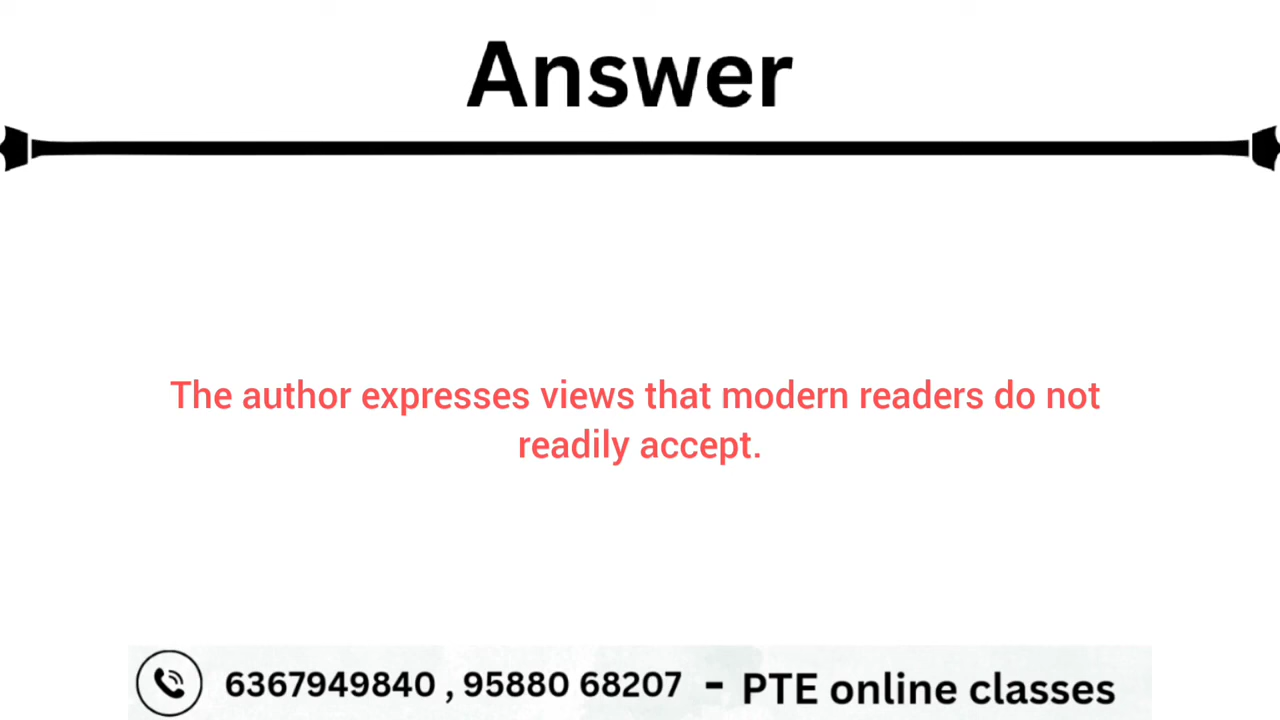 Answer
The author expresses views that modern readers do not
readily accept.
6367949840 , 95880 68207 - PTE online classes